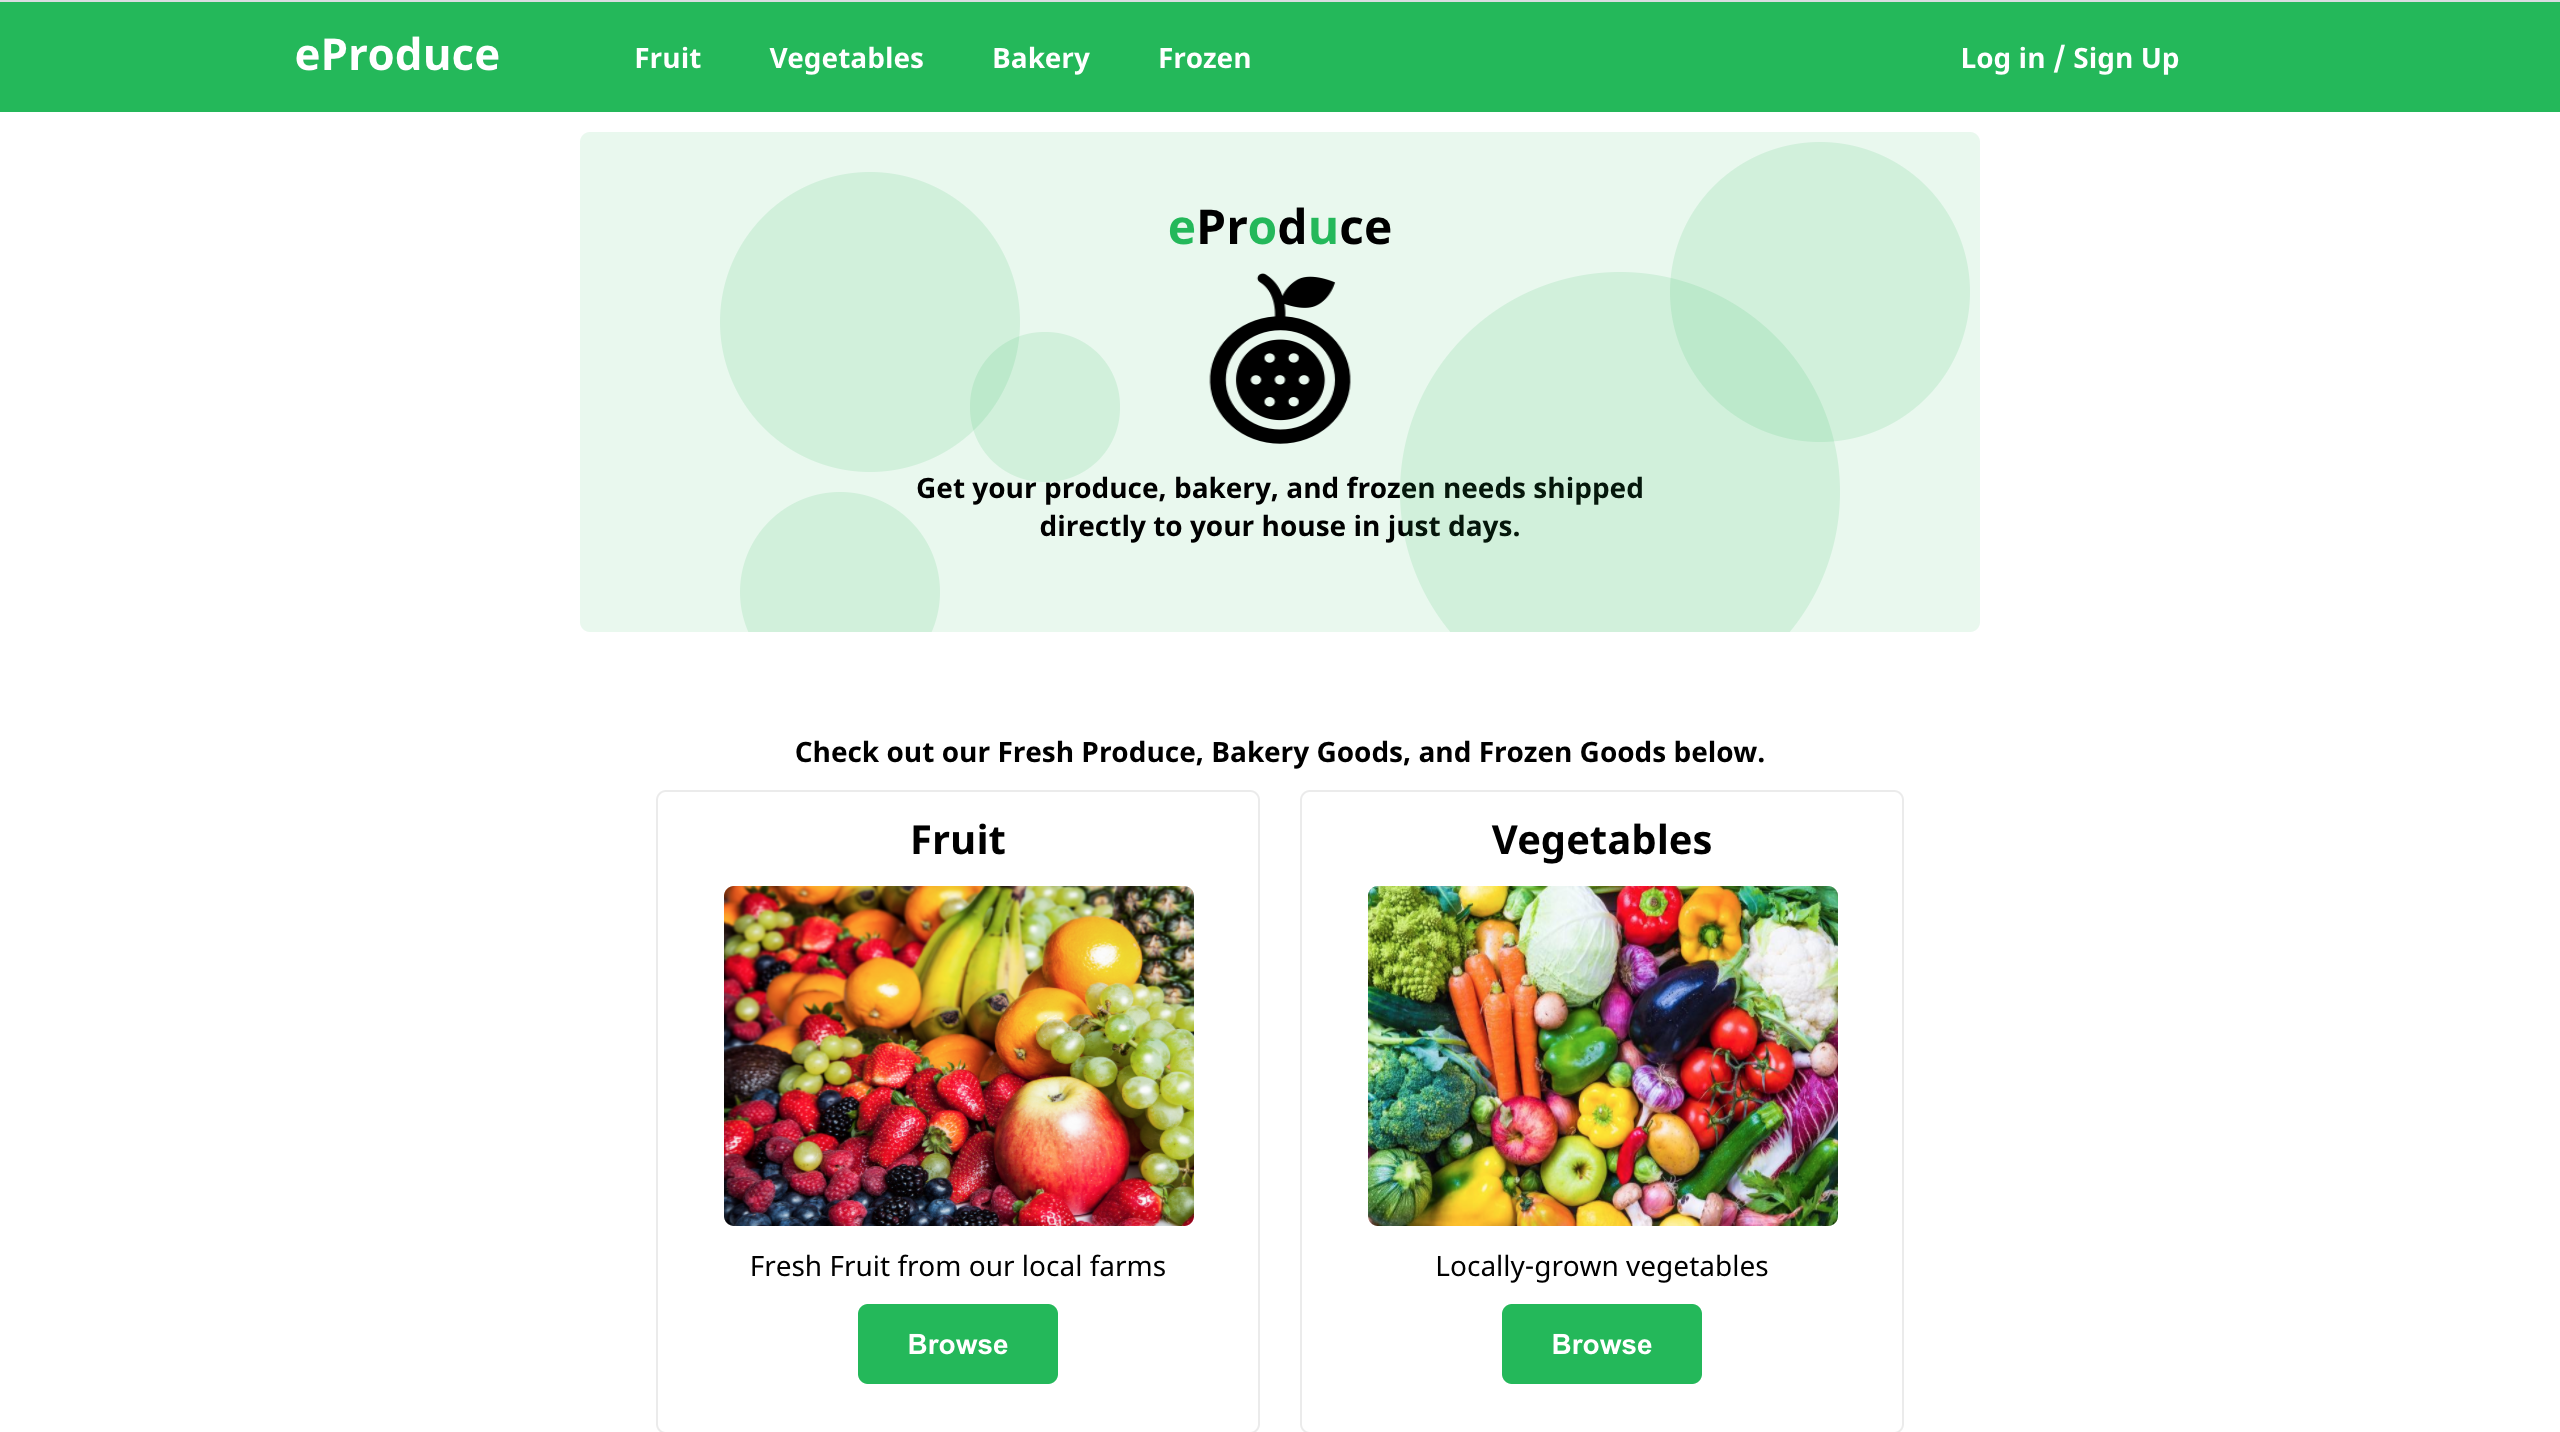 eProduce Fruit Vegetables Bakery Frozen Log in / Sign Up
eProduce
Get your produce, bakery, and frozen needs shipped
directly to your house in just days.
Check out our Fresh Produce, Bakery Goods, and Frozen Goods below.
Fruit
Fresh Fruit from our local farms
Browse
Vegetables
Locally-grown vegetables
Browse